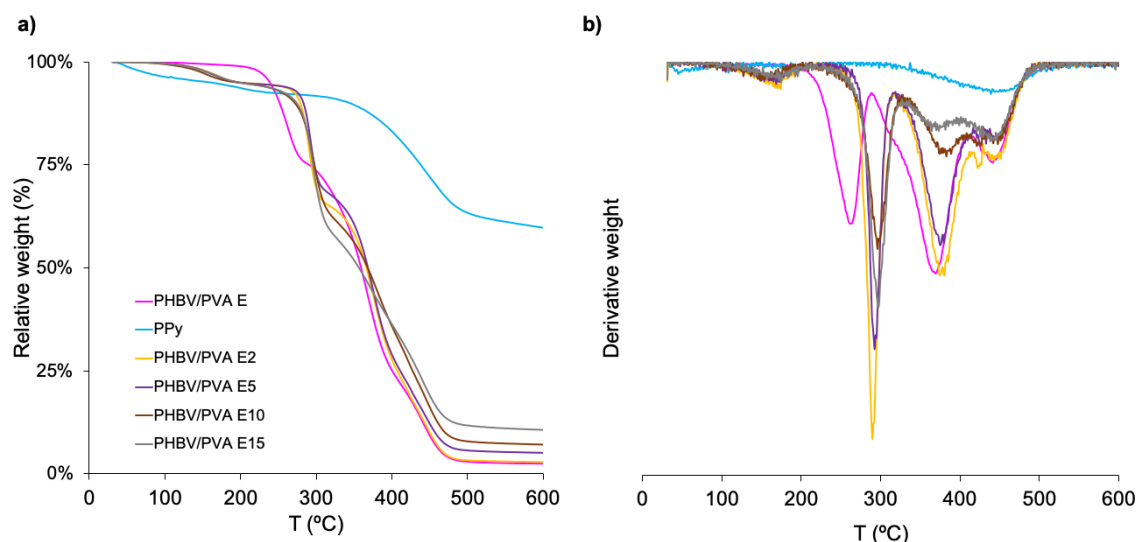 a)
100%
75%
50%
25%
0%
Relative weight (%)
PHBV/PVA E
PPy
PHBV/PVA E2
PHBV/PVA E5
PHBV/PVA E10
PHBV/PVA E15
0 100 200 300 400 500 600
T (ºC)
b)
Derivative weight
0 100 200 300 400 500 600
T (ºC)